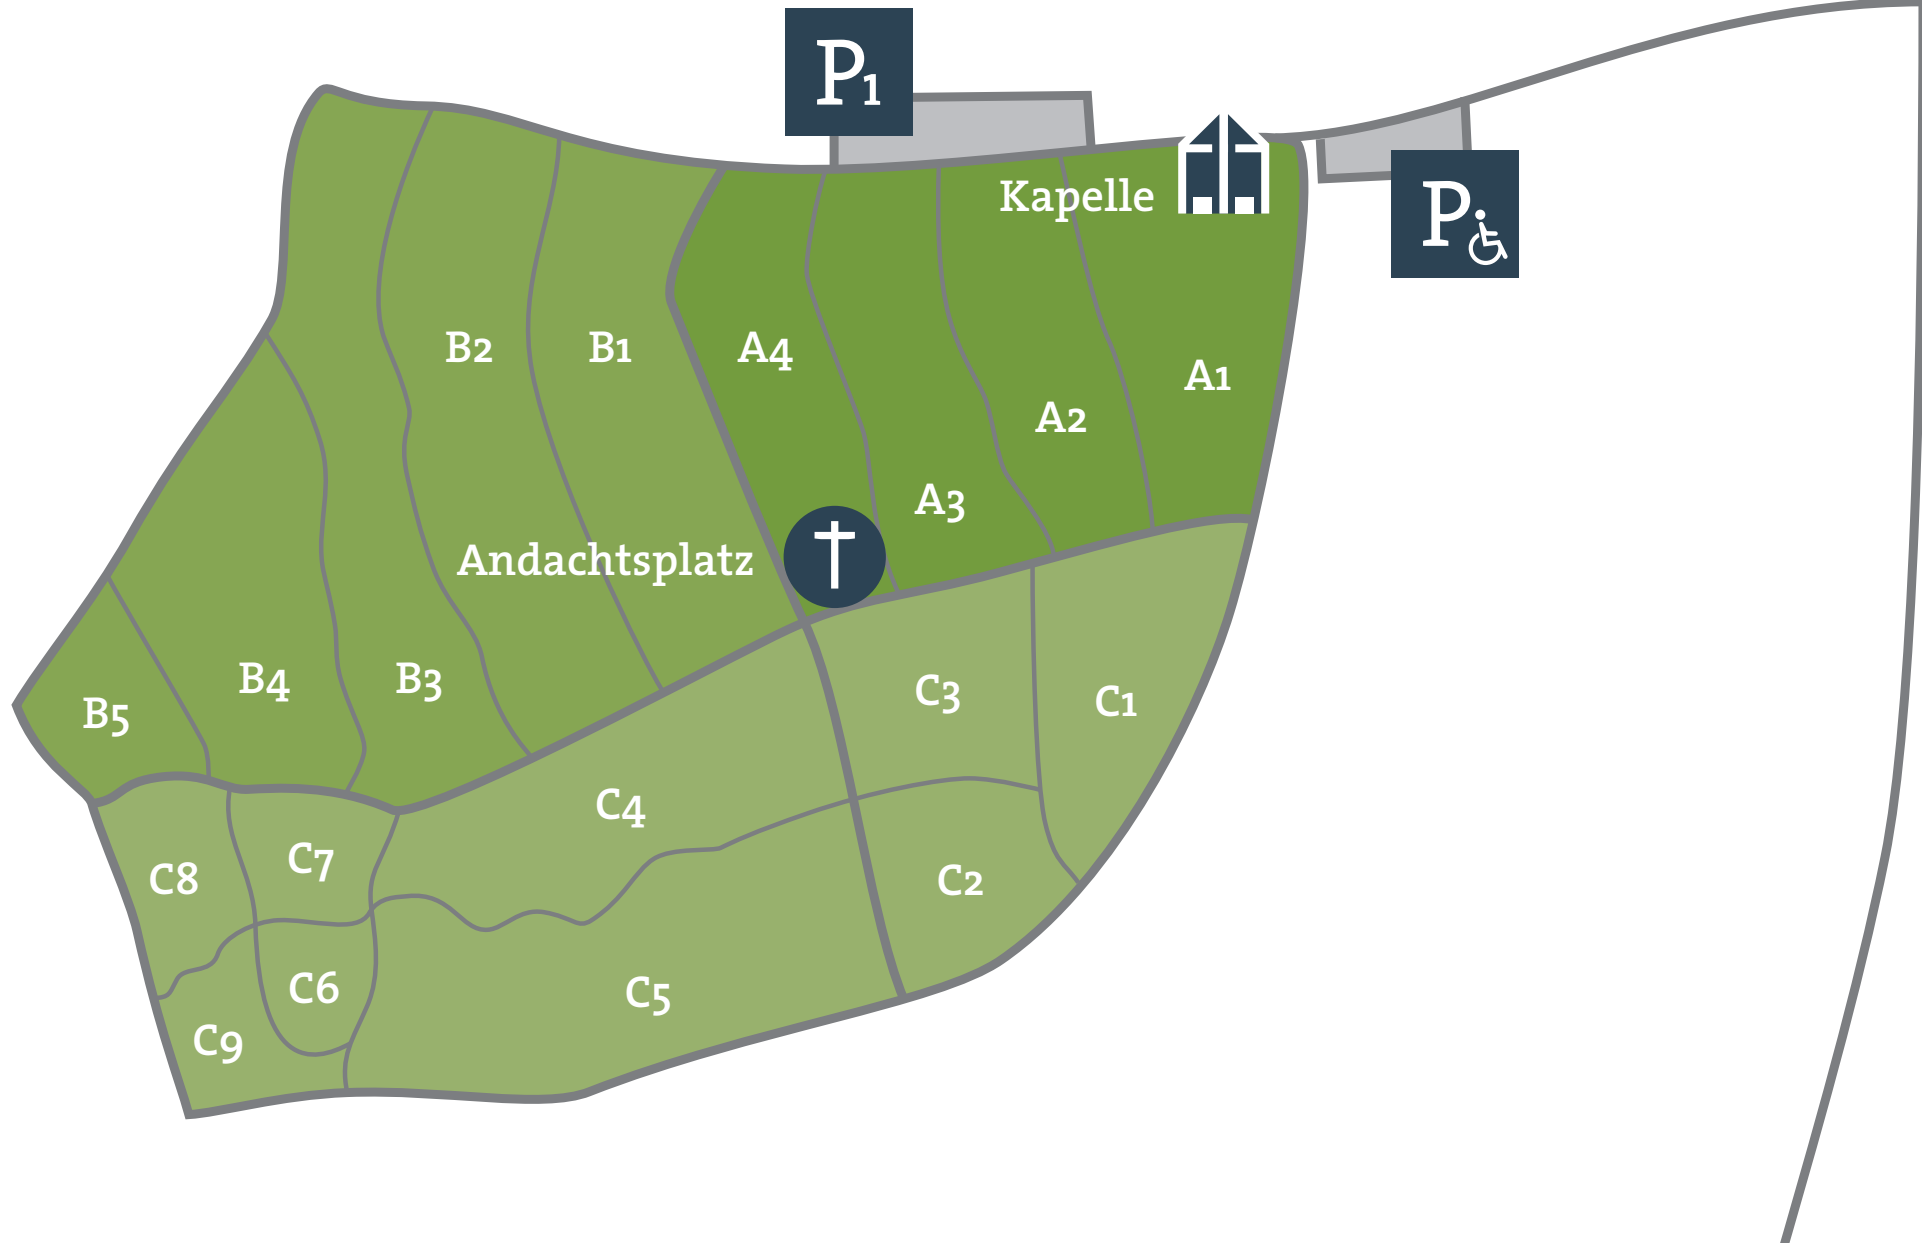 P1
Kapelle
P
B2
B1
A4
A1
A2
A3
Andachtsplatz
B5
B4
B3
C3
C1
C4
C2
C8
C7
C6
C5
C9